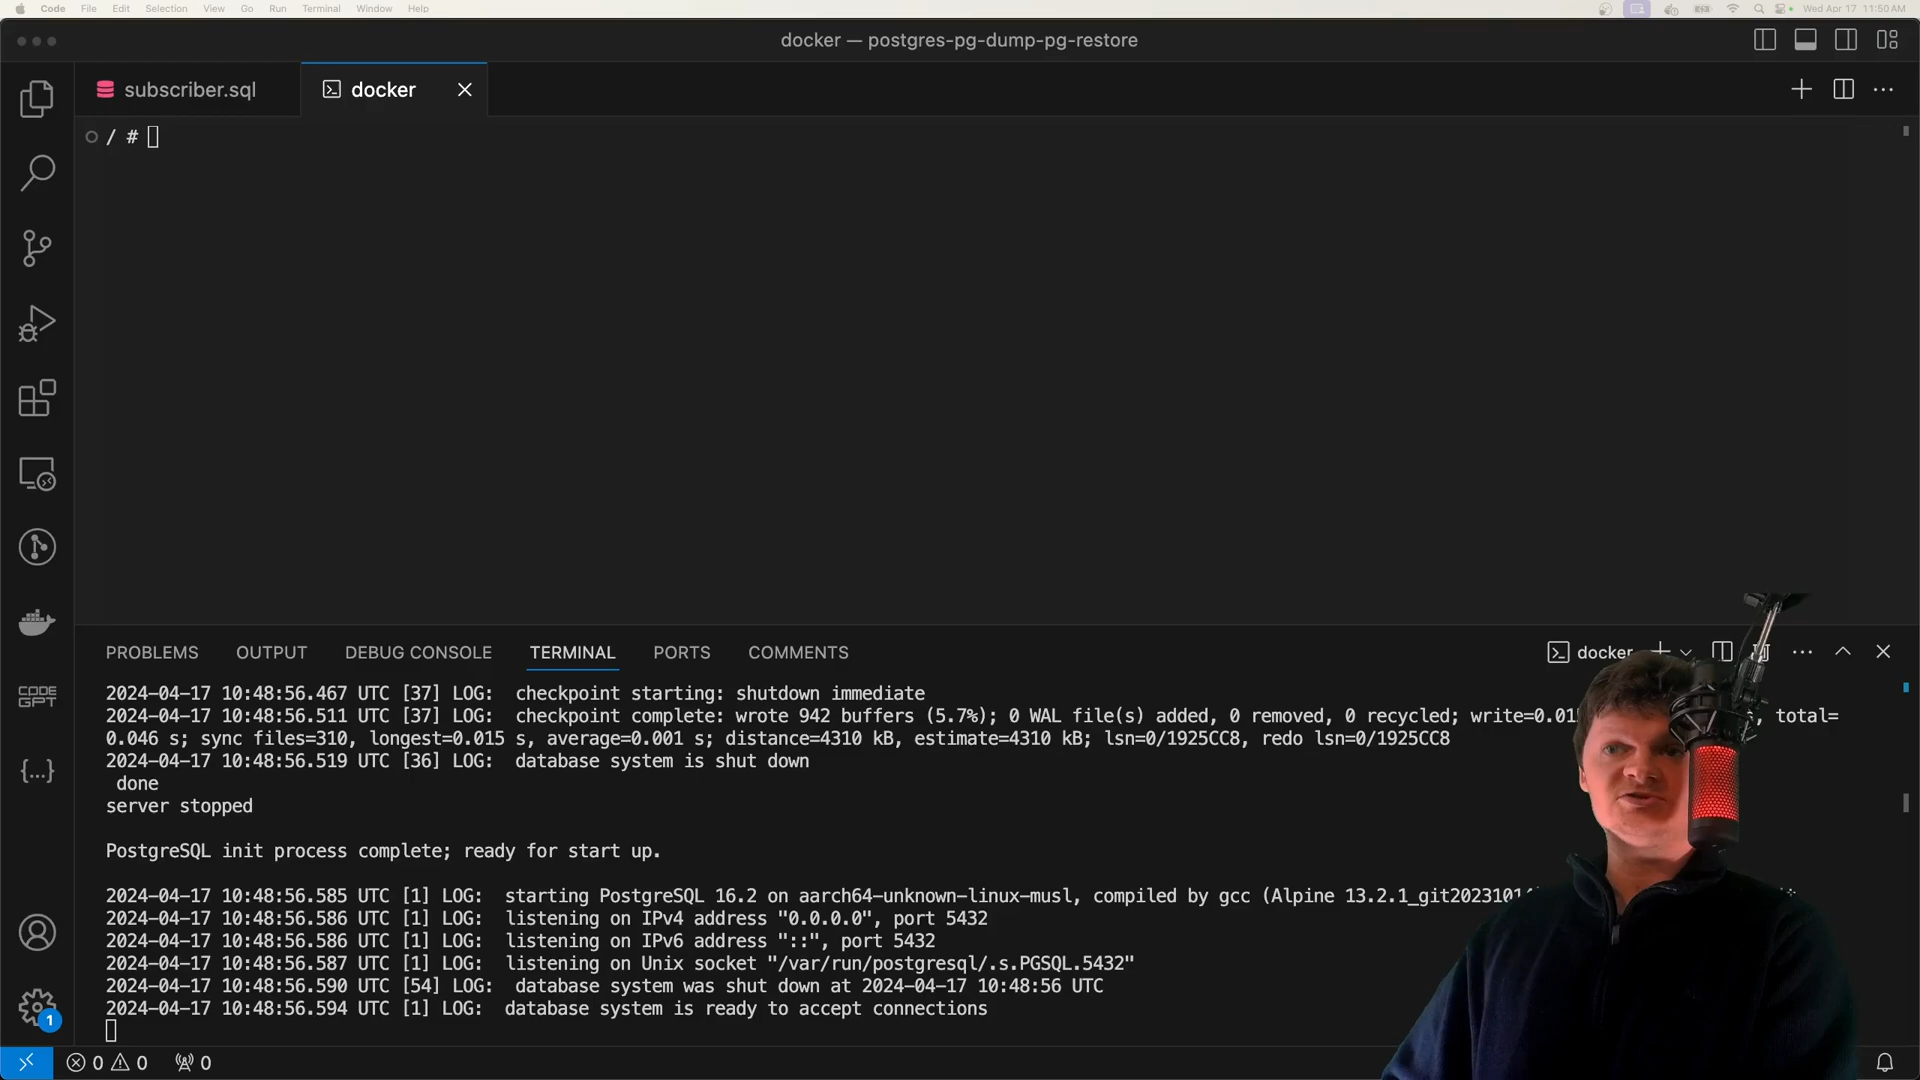 Code File Edit Selection View Go Run Terminal Window Help
Wed Apr 17 11:50 AM
docker — postgres-pg-dump-pg-restore
subscriber.sql
docker
/ #
PROBLEMS OUTPUT DEBUG CONSOLE TERMINAL PORTS COMMENTS
docker
2024-04-17 10:48:56.467 UTC [37] LOG:  checkpoint starting: shutdown immediate
2024-04-17 10:48:56.511 UTC [37] LOG:  checkpoint complete: wrote 942 buffers (5.7%); 0 WAL file(s) added, 0 removed, 0 recycled; write=0.01 total=
0.046 s; sync files=310, longest=0.015 s, average=0.001 s; distance=4310 kB, estimate=4310 kB; lsn=0/1925CC8, redo lsn=0/1925CC8
2024-04-17 10:48:56.519 UTC [36] LOG:  database system is shut down
done
server stopped
PostgreSQL init process complete; ready for start up.
2024-04-17 10:48:56.585 UTC [1] LOG:  starting PostgreSQL 16.2 on aarch64-unknown-linux-musl, compiled by gcc (Alpine 13.2.1_git2023101
2024-04-17 10:48:56.586 UTC [1] LOG:  listening on IPv4 address "0.0.0.0", port 5432
2024-04-17 10:48:56.586 UTC [1] LOG:  listening on IPv6 address "::", port 5432
2024-04-17 10:48:56.587 UTC [1] LOG:  listening on Unix socket "/var/run/postgresql/.s.PGSQL.5432"
2024-04-17 10:48:56.590 UTC [54] LOG:  database system was shut down at 2024-04-17 10:48:56 UTC
2024-04-17 10:48:56.594 UTC [1] LOG:  database system is ready to accept connections
CODE
GPT
{...}
1
0 0 0